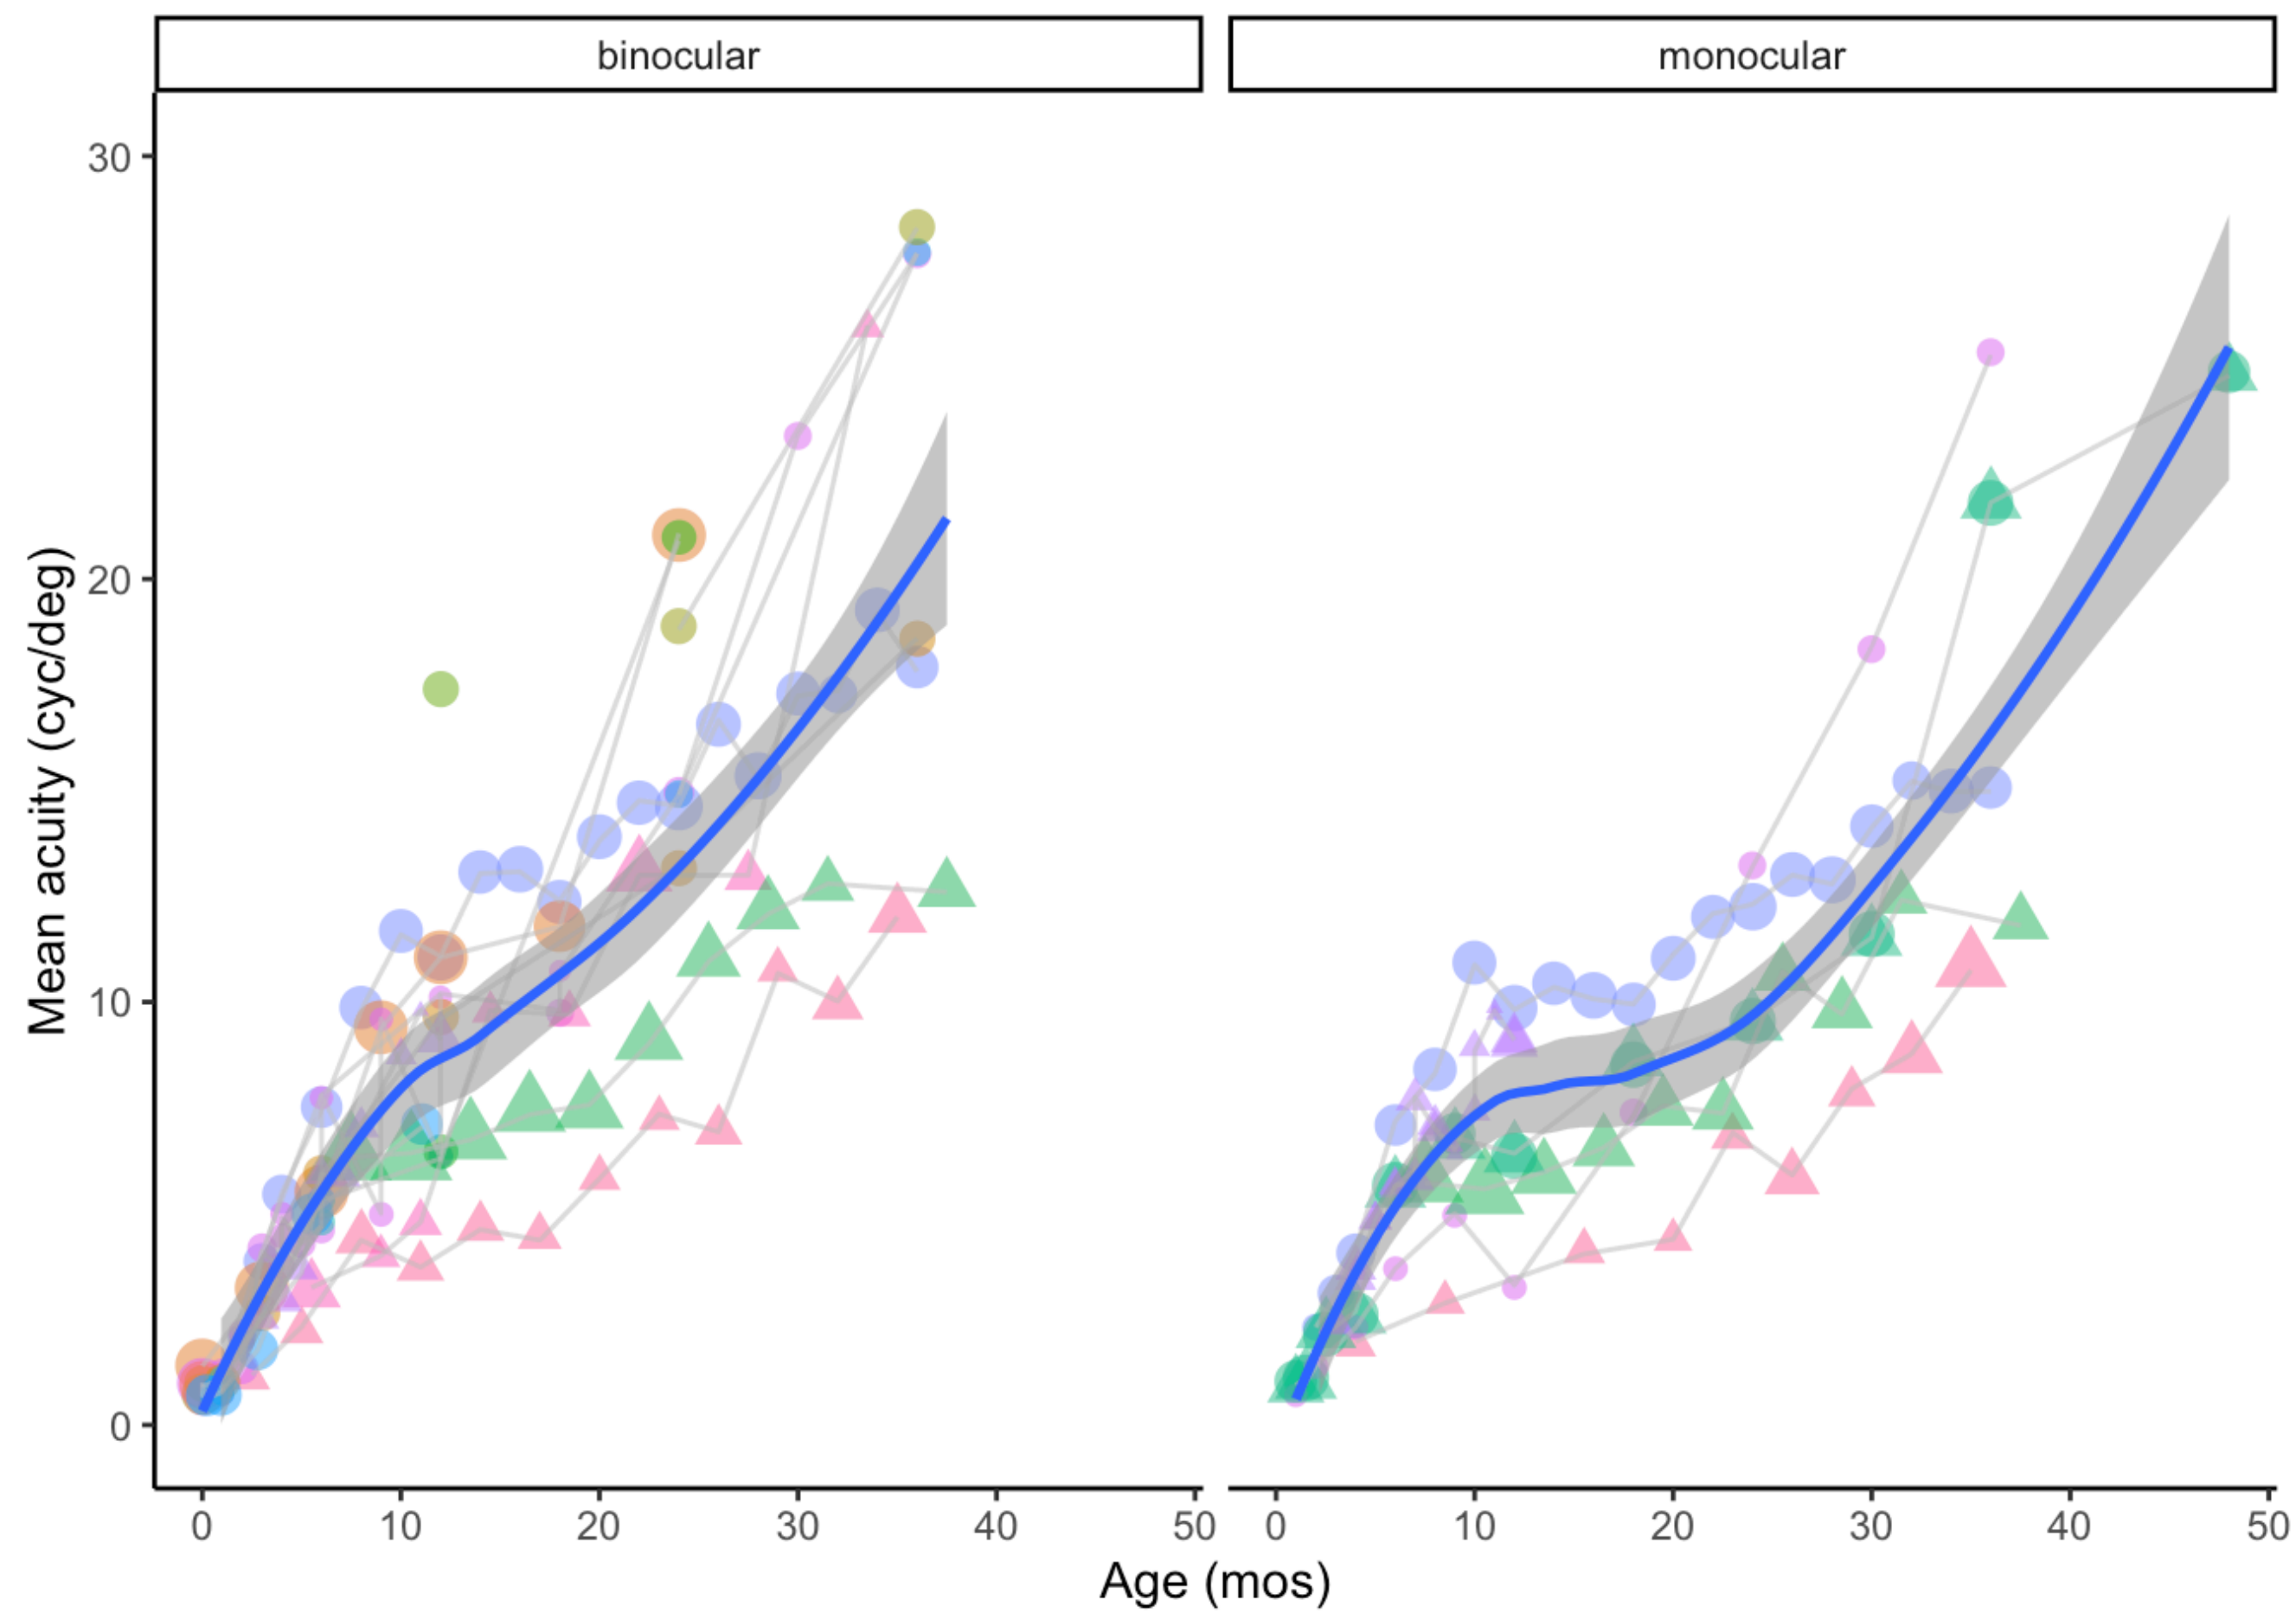 binocular monocular
30
20
10
0
Mean acuity (cyc/deg)
0 10 20 30 40 50 0 10 20 30 40 50
Age (mos)